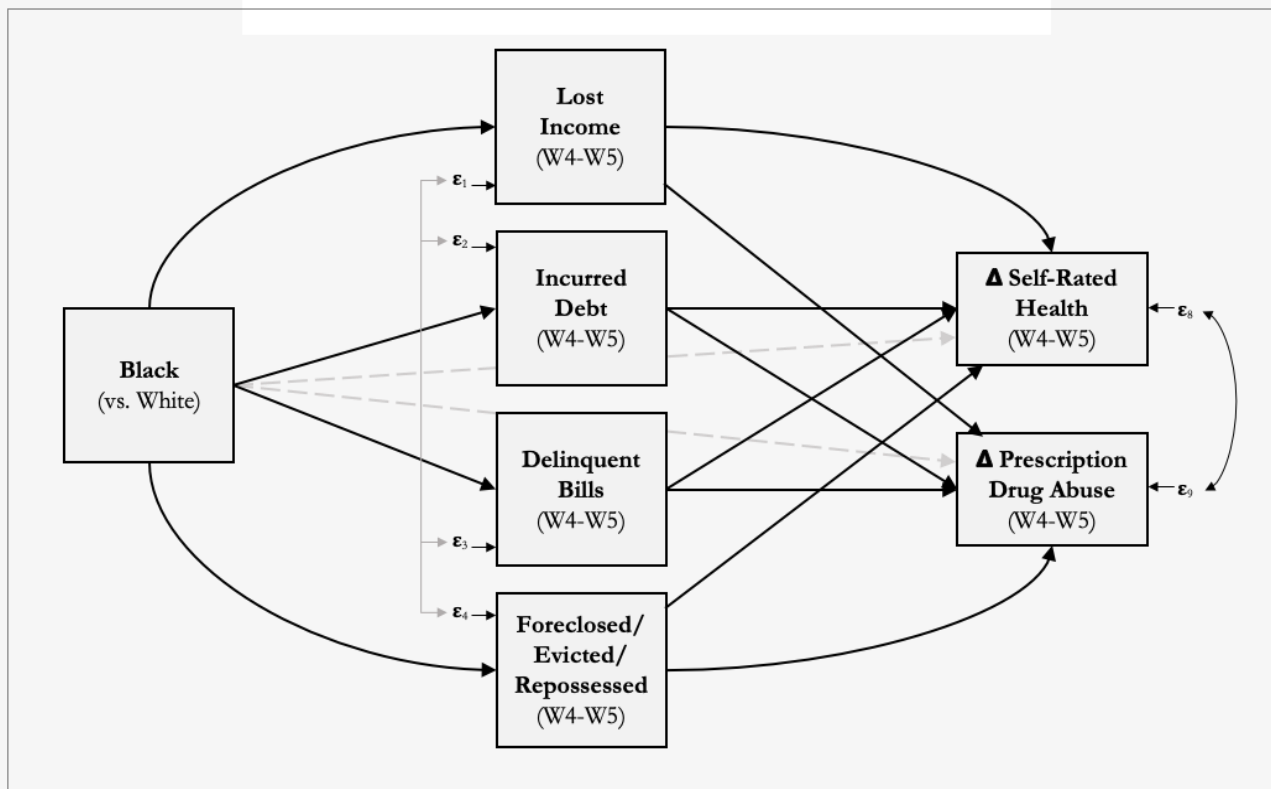 Lost
Income
(W4-W5)
ε1
ε2
Incurred
Debt
(W4-W5)
Δ Self-Rated
Health
(W4-W5)
ε8
Black
(vs. White)
Delinquent
Bills
(W4-W5)
ε3
Δ Prescription
Drug Abuse
(W4-W5)
ε9
ε4
Foreclosed/
Evicted/
Repossessed
(W4-W5)